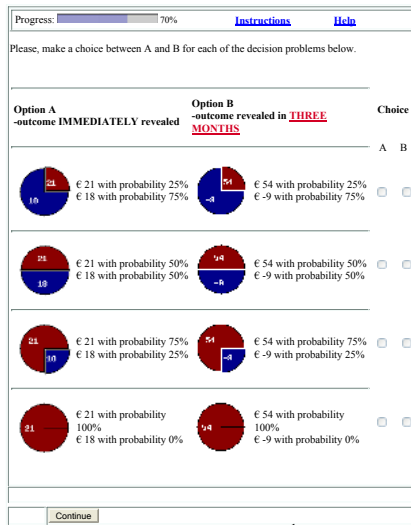 Progress: 70% Instructions Help
Please, make a choice between A and B for each of the decision problems below.
Option A
-outcome IMMEDIATELY revealed
Option B
-outcome revealed in THREE
MONTHS
Choice
A B
21
18
€ 21 with probability 25%
€ 18 with probability 75%
54
-9
€ 54 with probability 25%
€ -9 with probability 75%
21
18
€ 21 with probability 50%
€ 18 with probability 50%
54
-9
€ 54 with probability 50%
€ -9 with probability 50%
21
18
€ 21 with probability 75%
€ 18 with probability 25%
54
-9
€ 54 with probability 75%
€ -9 with probability 25%
21
€ 21 with probability
100%
€ 18 with probability 0%
54
€ 54 with probability
100%
€ -9 with probability 0%
Continue